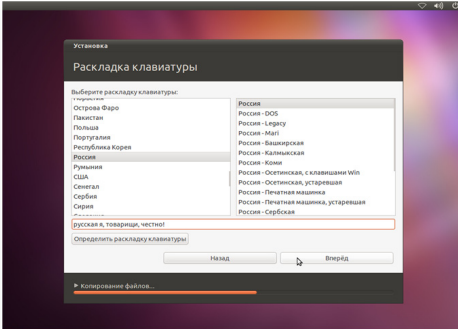 Установка
Раскладка клавиатуры
Выберите раскладку клавиатуры:
Острова Фаро
Пакистан
Польша
Португалия
Республика Корея
Россия
Румыния
США
Сенегал
Сербия
Сирия
Россия
Россия - DOS
Россия - Legacy
Россия - Mari
Россия - Башкирская
Россия - Калмыкская
Россия - Коми
Россия - Осетинская, с клавишами Win
Россия - Осетинская, устаревшая
Россия - Печатная машинка
Россия - Печатная машинка, устаревшая
Россия - Сербская
русская я, товарищи, честно!
Определить раскладку клавиатуры
Назад
Вперёд
Копирование файлов...